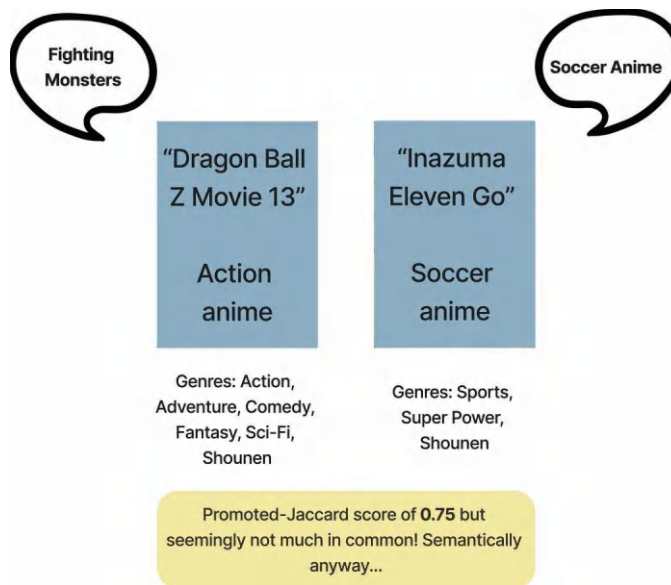 Fighting
Monsters
Soccer Anime
“Dragon Ball
Z Movie 13”
Action
anime
“Inazuma
Eleven Go”
Soccer
anime
Genres: Action,
Adventure, Comedy,
Fantasy, Sci-Fi,
Shounen
Genres: Sports,
Super Power,
Shounen
Promoted-Jaccard score of 0.75 but
seemingly not much in common! Semantically
anyway...